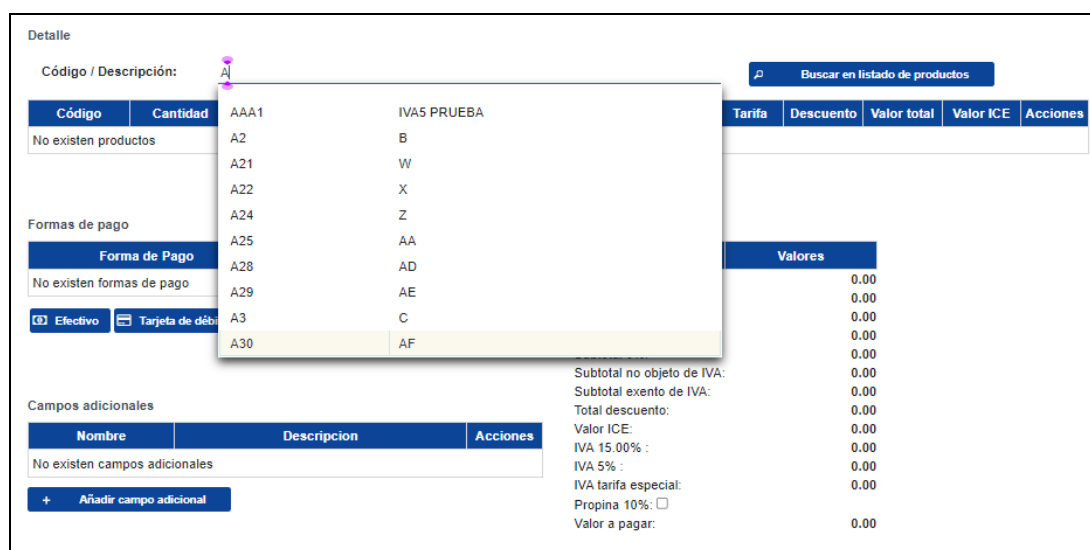 Detalle
Código / Descripción: A Buscar en listado de productos
Código Cantidad Tarifa Descuento Valor total Valor ICE Acciones
No existen productos
AAA1 IVA5 PRUEBA
A2 B
A21 W
A22 X
A24 Z
A25 AA
A28 AD
A29 AE
A3 C
A30 AF
Formas de pago
Forma de Pago Valores
No existen formas de pago
Efectivo Tarjeta de débi
0.00
0.00
0.00
0.00
0.00
Subtotal no objeto de IVA: 0.00
Subtotal exento de IVA: 0.00
Total descuento: 0.00
Valor ICE: 0.00
IVA 15.00% : 0.00
IVA 5% : 0.00
IVA tarifa especial: 0.00
Propina 10%:
Valor a pagar: 0.00
Campos adicionales
Nombre Descripcion Acciones
No existen campos adicionales
+ Añadir campo adicional